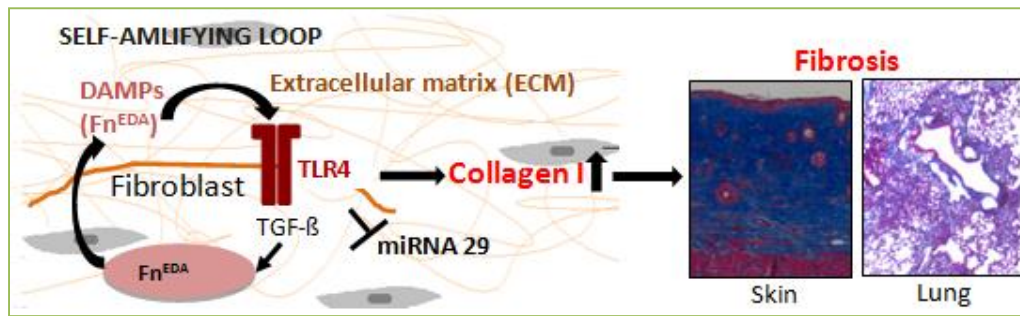 SELF-AMLIFYING LOOP
DAMPs
(Fn^EDA)
Extracellular matrix (ECM)
Fibroblast
TLR4
TGF-ß
Fn^EDA
miRNA 29
Collagen I
Fibrosis
Skin
Lung